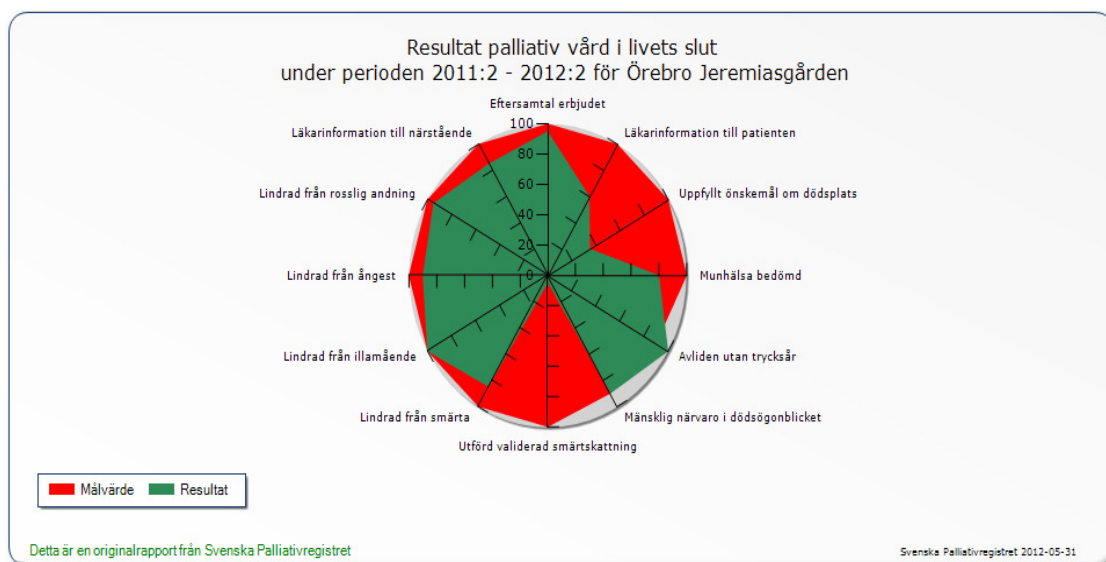 Resultat palliativ vård i livets slut
under perioden 2011:2 - 2012:2 för Örebro Jeremiasgården
Eftersamtal erbjudet
Läkarinformation till närstående
Läkarinformation till patienten
Lindrad från rosslig andning
Uppfyllt önskemål om dödsplats
Lindrad från ångest
Munhälsa bedömd
Lindrad från illamående
Avliden utan trycksår
Lindrad från smärta
Mänsklig närvaro i dödsögonblicket
Utförd validerad smärtskattning
100
80
60
40
20
0
Målvärde Resultat
Detta är en originalrapport från Svenska Palliativregistret
Svenska Palliativregistret 2012-05-31